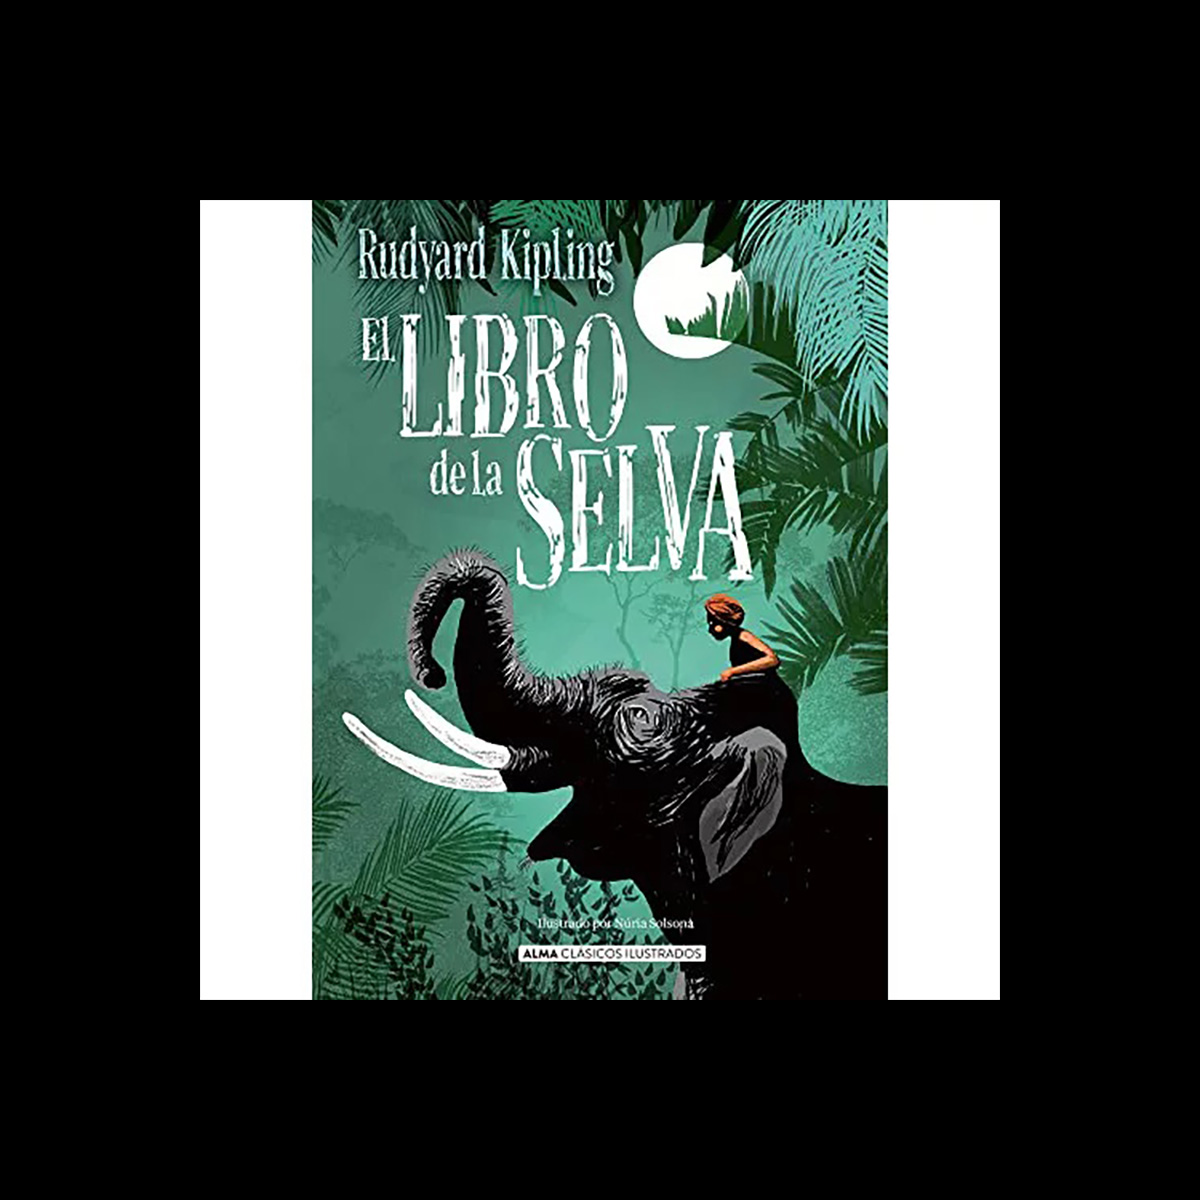 Rudyard Kipling
El LIBRO
de la SELVA
Ilustrado por Núria Solsona
ALMA CLÁSICOS ILUSTRADOS